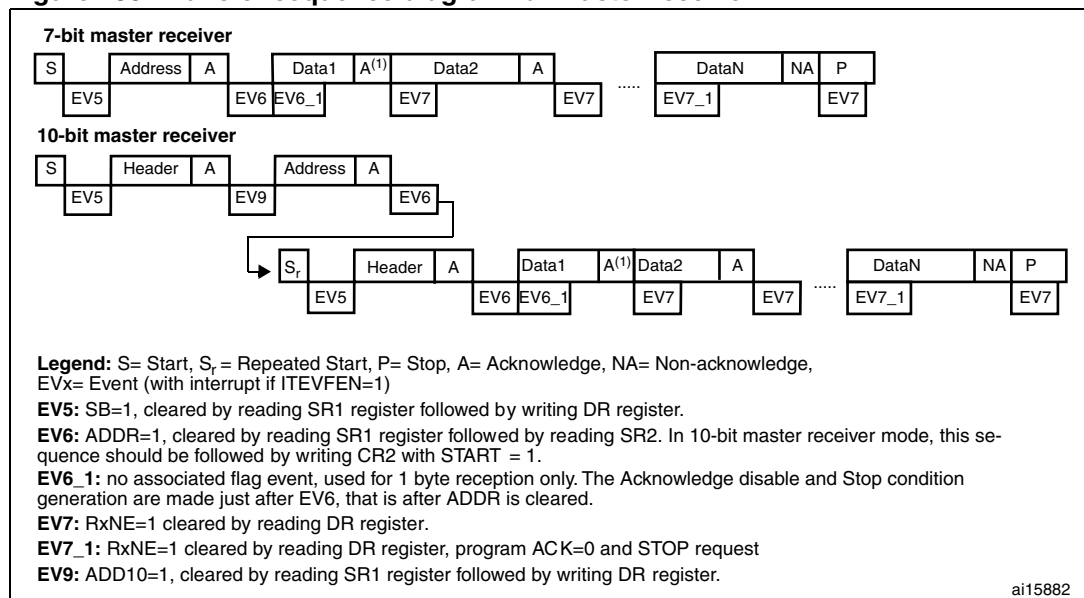 7-bit master receiver
S Address A Data1 A(1) Data2 A ..... DataN NA P
EV5 EV6 EV6_1 EV7 EV7 EV7_1 EV7
10-bit master receiver
S Header A Address A
EV5 EV9 EV6
Sr Header A Data1 A(1) Data2 A ..... DataN NA P
EV5 EV6 EV6_1 EV7 EV7 EV7_1 EV7
Legend: S= Start, Sr = Repeated Start, P= Stop, A= Acknowledge, NA= Non-acknowledge,
EVx= Event (with interrupt if ITEVFEN=1)
EV5: SB=1, cleared by reading SR1 register followed by writing DR register.
EV6: ADDR=1, cleared by reading SR1 register followed by reading SR2. In 10-bit master receiver mode, this se-
quence should be followed by writing CR2 with START = 1.
EV6_1: no associated flag event, used for 1 byte reception only. The Acknowledge disable and Stop condition
generation are made just after EV6, that is after ADDR is cleared.
EV7: RxNE=1 cleared by reading DR register.
EV7_1: RxNE=1 cleared by reading DR register, program ACK=0 and STOP request
EV9: ADD10=1, cleared by reading SR1 register followed by writing DR register.
ai15882